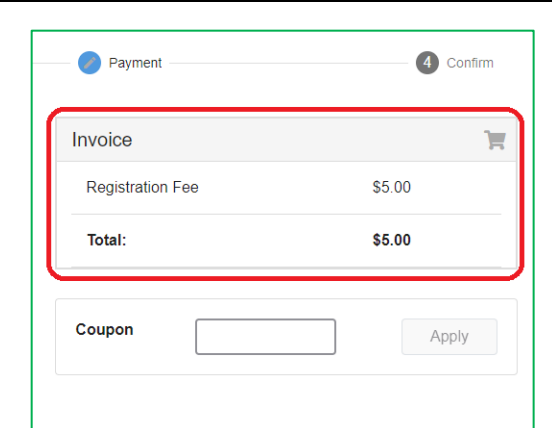 Payment 4 Confirm
Invoice
Registration Fee $5.00
Total: $5.00
Coupon Apply